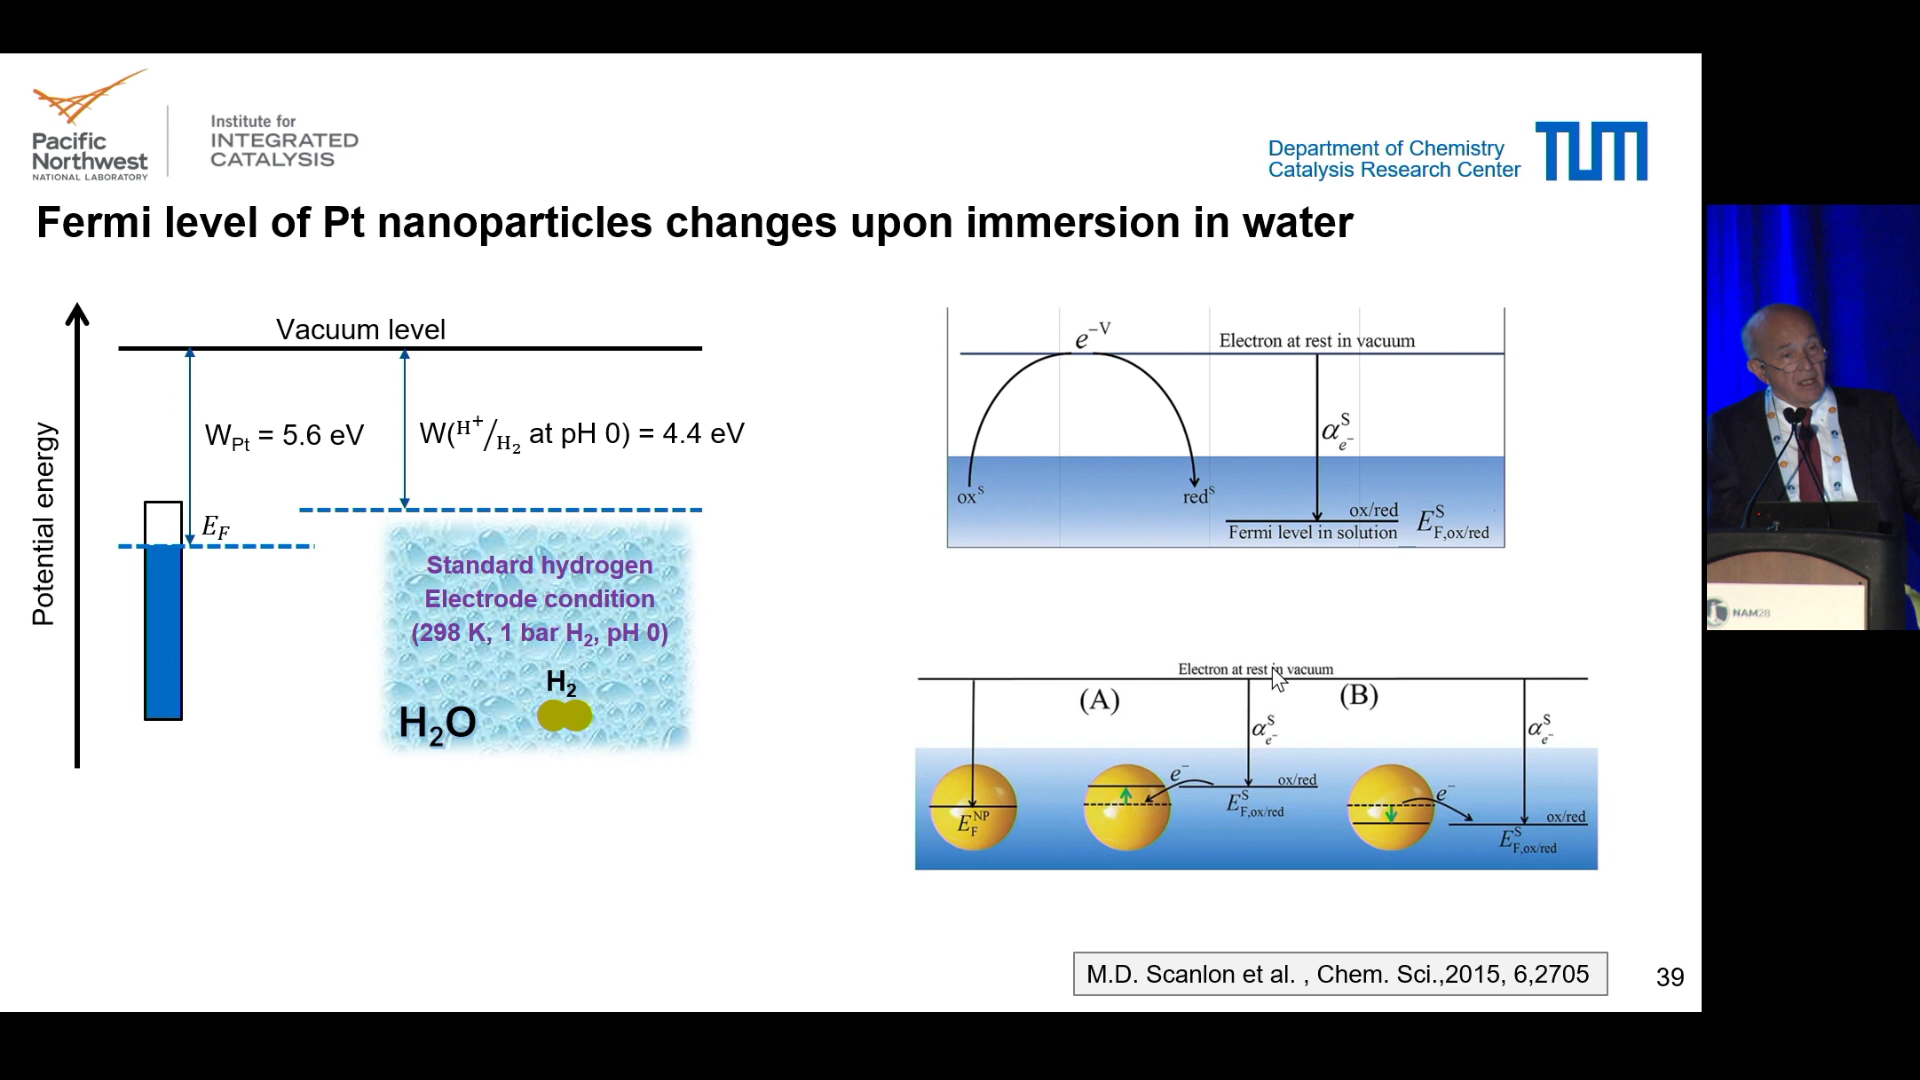 Pacific
Northwest
NATIONAL LABORATORY
Institute for
INTEGRATED
CATALYSIS
Department of Chemistry
Catalysis Research Center
TUM
Fermi level of Pt nanoparticles changes upon immersion in water
Potential energy
Vacuum level
W_Pt = 5.6 eV
W(H⁺/H₂ at pH 0) = 4.4 eV
E_F
Standard hydrogen
Electrode condition
(298 K, 1 bar H₂, pH 0)
H₂
H₂O
e⁻ⱽ
Electron at rest in vacuum
α^S_e⁻
ox^S
red^S
ox/red
Fermi level in solution
E^S_F,ox/red
Electron at rest in vacuum
(A)
(B)
α^S_e⁻
α^S_e⁻
E_F^NP
e⁻
ox/red
E^S_F,ox/red
e⁻
ox/red
E^S_F,ox/red
M.D. Scanlon et al. , Chem. Sci.,2015, 6,2705
39
NAM28